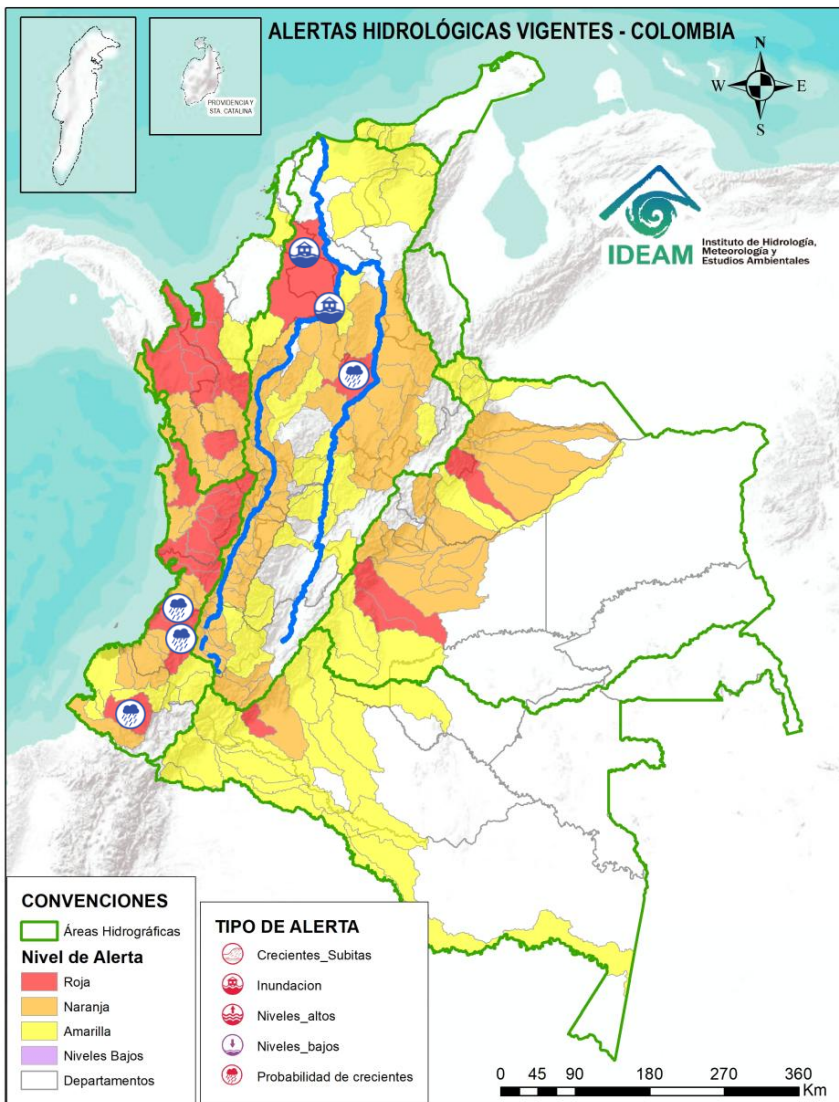 ALERTAS HIDROLÓGICAS VIGENTES - COLOMBIA
PROVIDENCIA Y
STA. CATALINA
N
W
E
S
IDEAM
Instituto de Hidrología,
Meteorología y
Estudios Ambientales
CONVENCIONES
Áreas Hidrográficas
Nivel de Alerta
Roja
Naranja
Amarilla
Niveles Bajos
Departamentos
TIPO DE ALERTA
Crecientes_Subitas
Inundacion
Niveles_altos
Niveles_bajos
Probabilidad de crecientes
0 45 90 180 270 360
Km